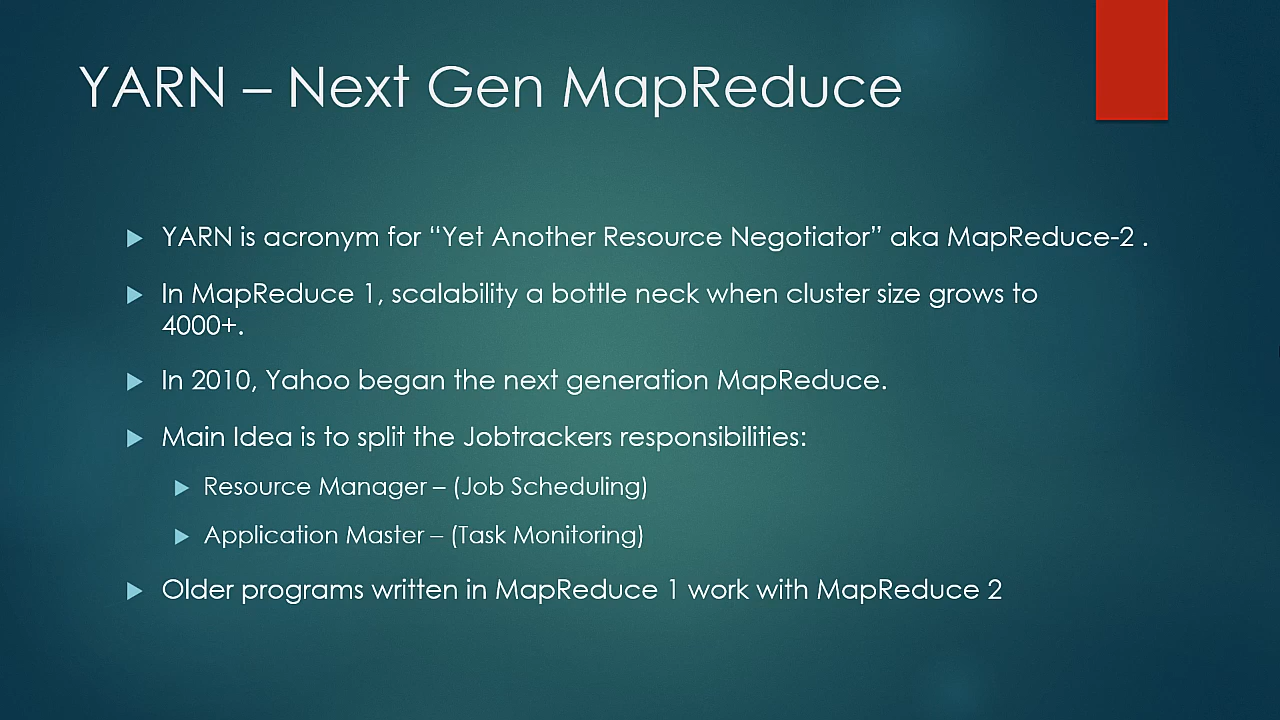 YARN – Next Gen MapReduce
YARN is acronym for “Yet Another Resource Negotiator” aka MapReduce-2 .
In MapReduce 1, scalability a bottle neck when cluster size grows to
4000+.
In 2010, Yahoo began the next generation MapReduce.
Main Idea is to split the Jobtrackers responsibilities:
Resource Manager – (Job Scheduling)
Application Master – (Task Monitoring)
Older programs written in MapReduce 1 work with MapReduce 2